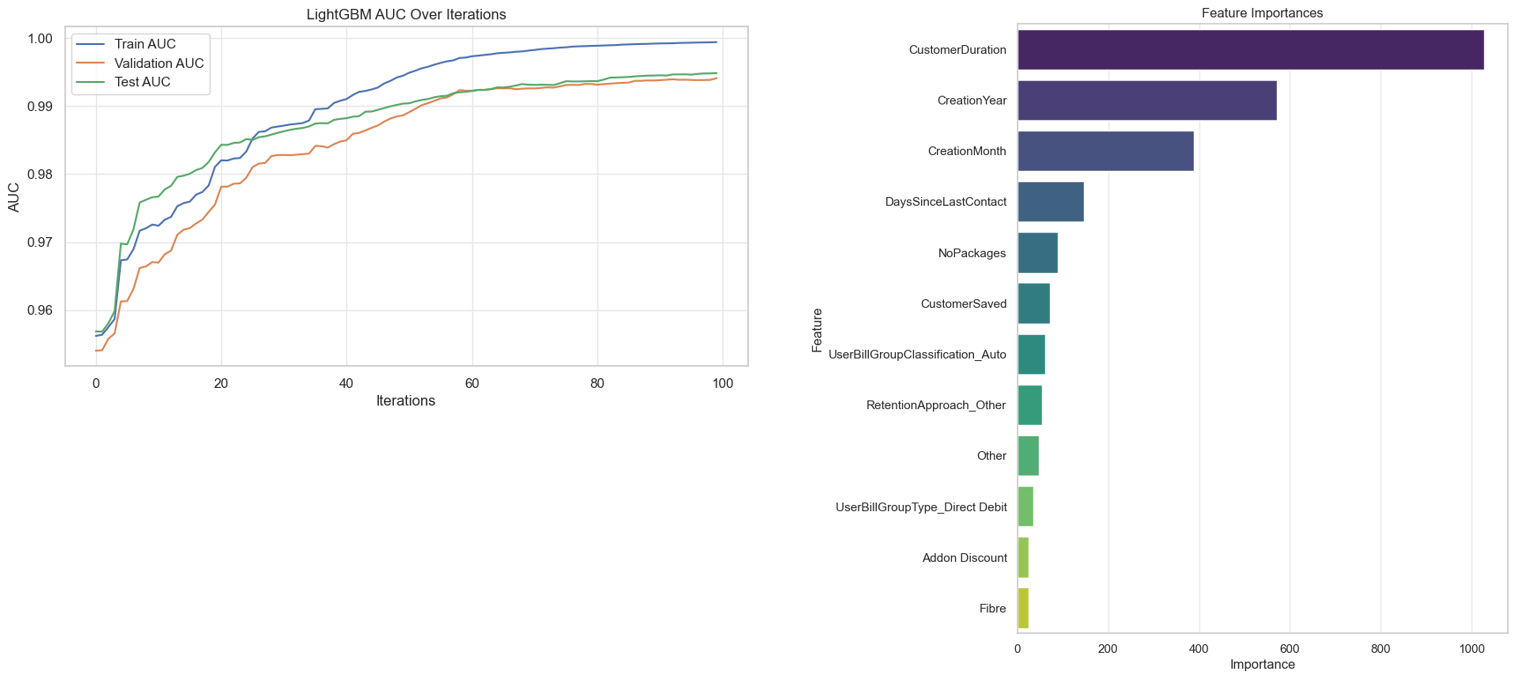 LightGBM AUC Over Iterations
Train AUC
Validation AUC
Test AUC
1.00
0.99
0.98
0.97
0.96
AUC
0 20 40 60 80 100
Iterations
Feature Importances
CustomerDuration
CreationYear
CreationMonth
DaysSinceLastContact
NoPackages
CustomerSaved
UserBillGroupClassification_Auto
RetentionApproach_Other
Other
UserBillGroupType_Direct Debit
Addon Discount
Fibre
Feature
0 200 400 600 800 1000
Importance